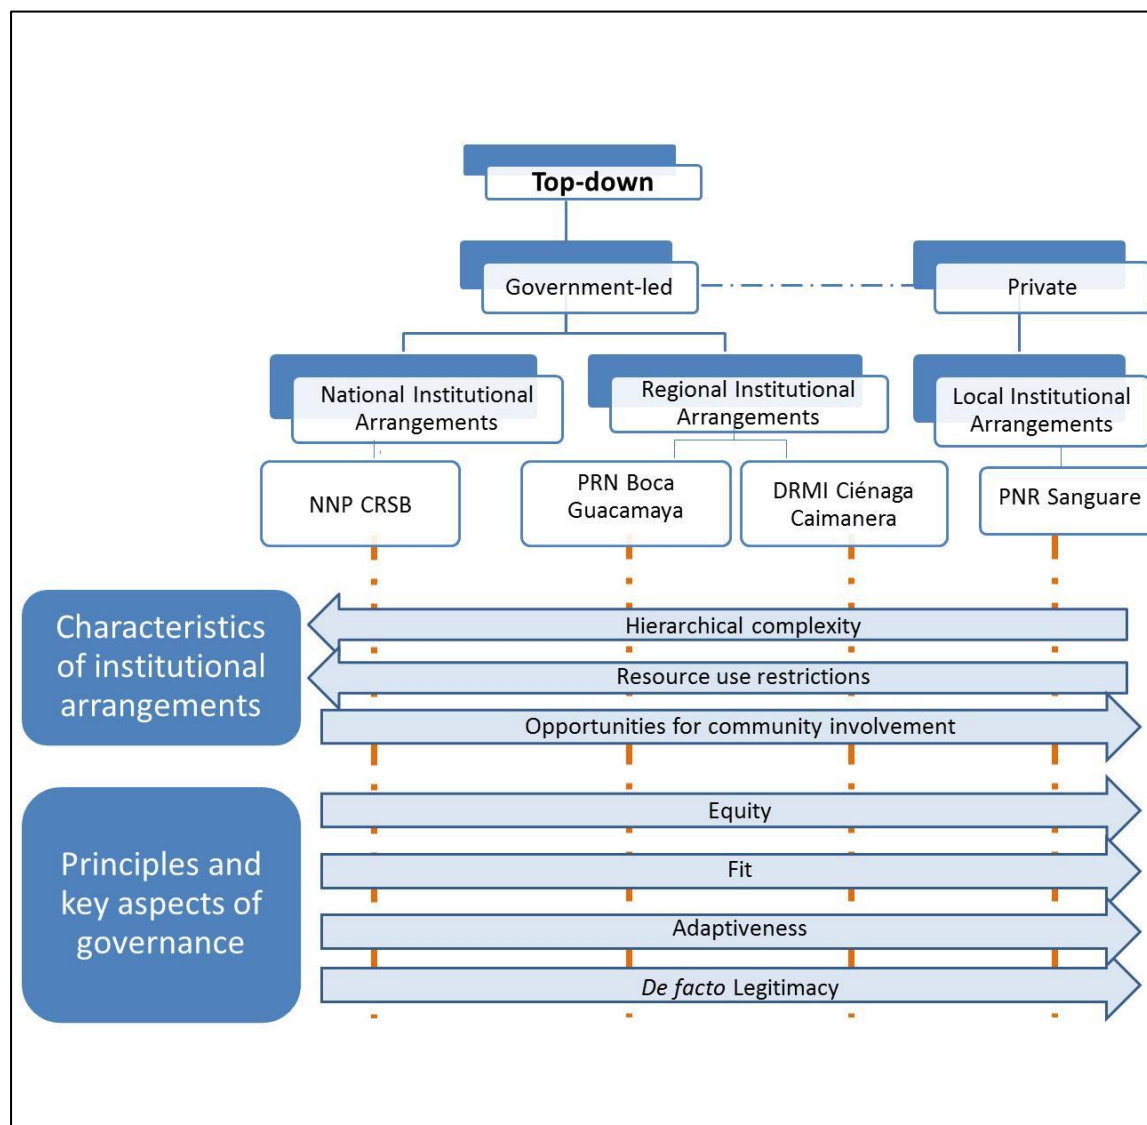 Top-down
Government-led
Private
National Institutional
Arrangements
Regional Institutional
Arrangements
Local Institutional
Arrangements
NNP CRSB
PRN Boca
Guacamaya
DRMI Ciénaga
Caimanera
PNR Sanguare
Characteristics
of institutional
arrangements
Hierarchical complexity
Resource use restrictions
Opportunities for community involvement
Principles and
key aspects of
governance
Equity
Fit
Adaptiveness
De facto Legitimacy